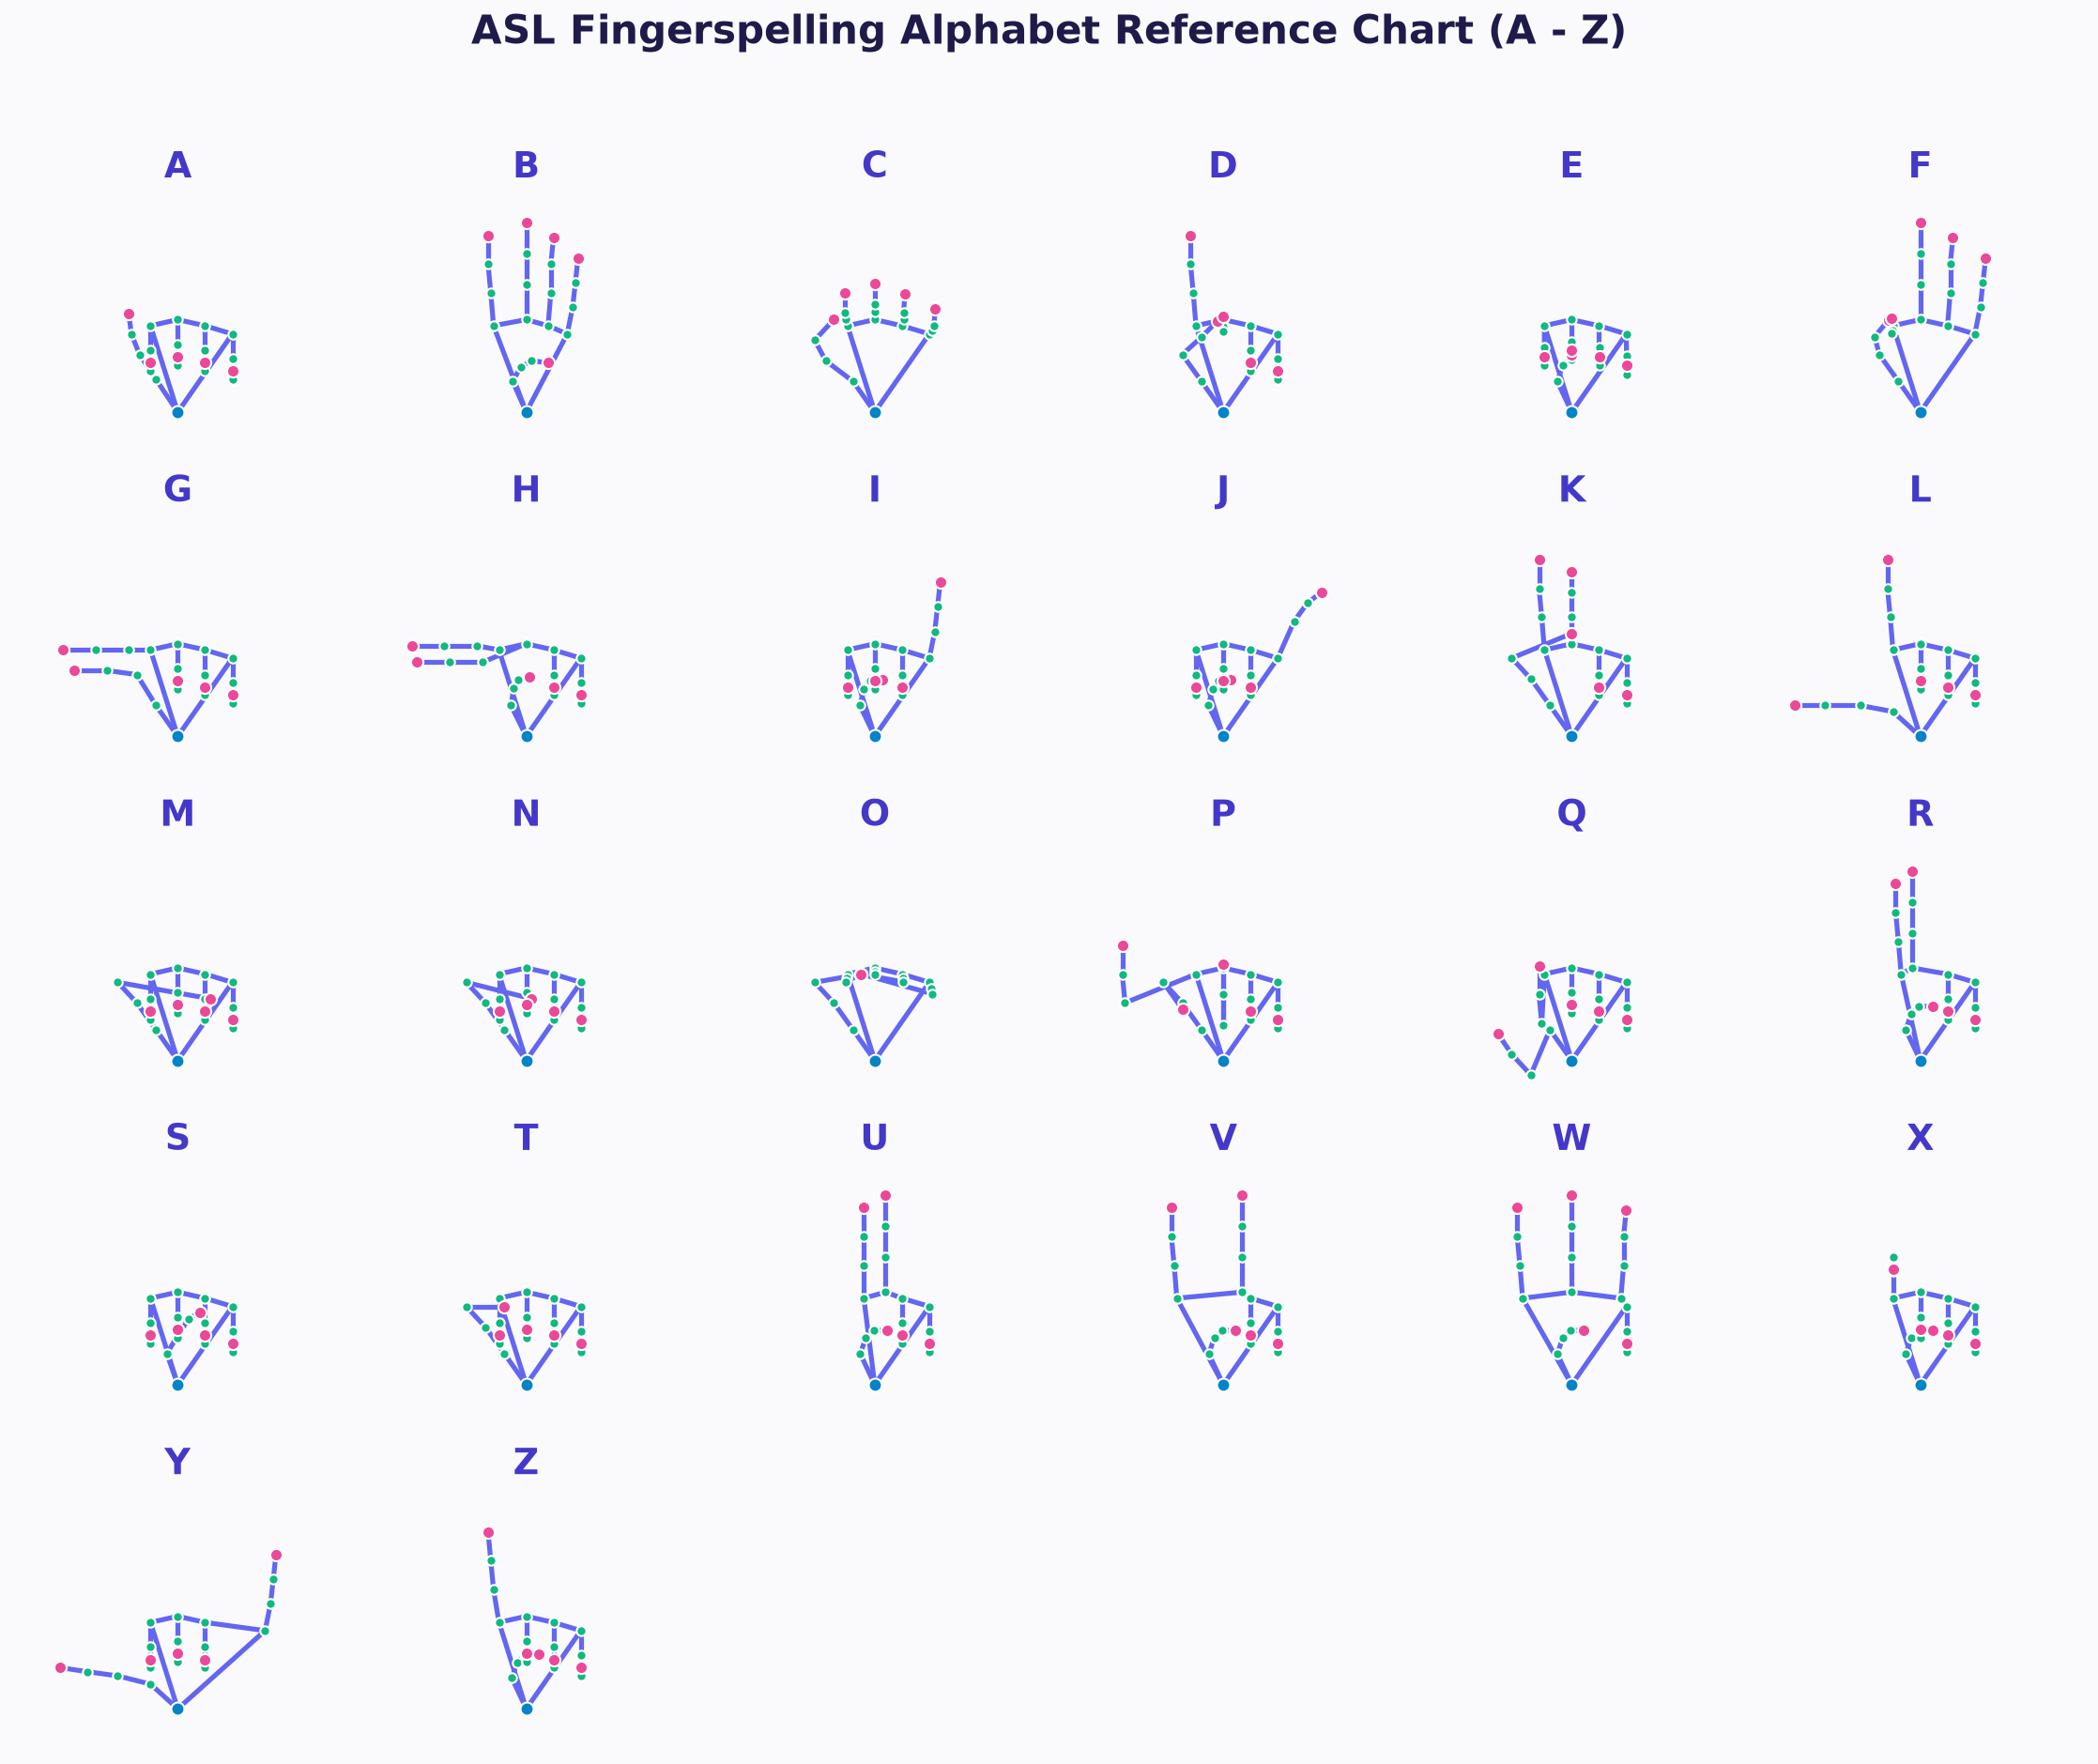 ASL Fingerspelling Alphabet Reference Chart (A - Z)
A B C D E F
G H I J K L
M N O P Q R
S T U V W X
Y Z